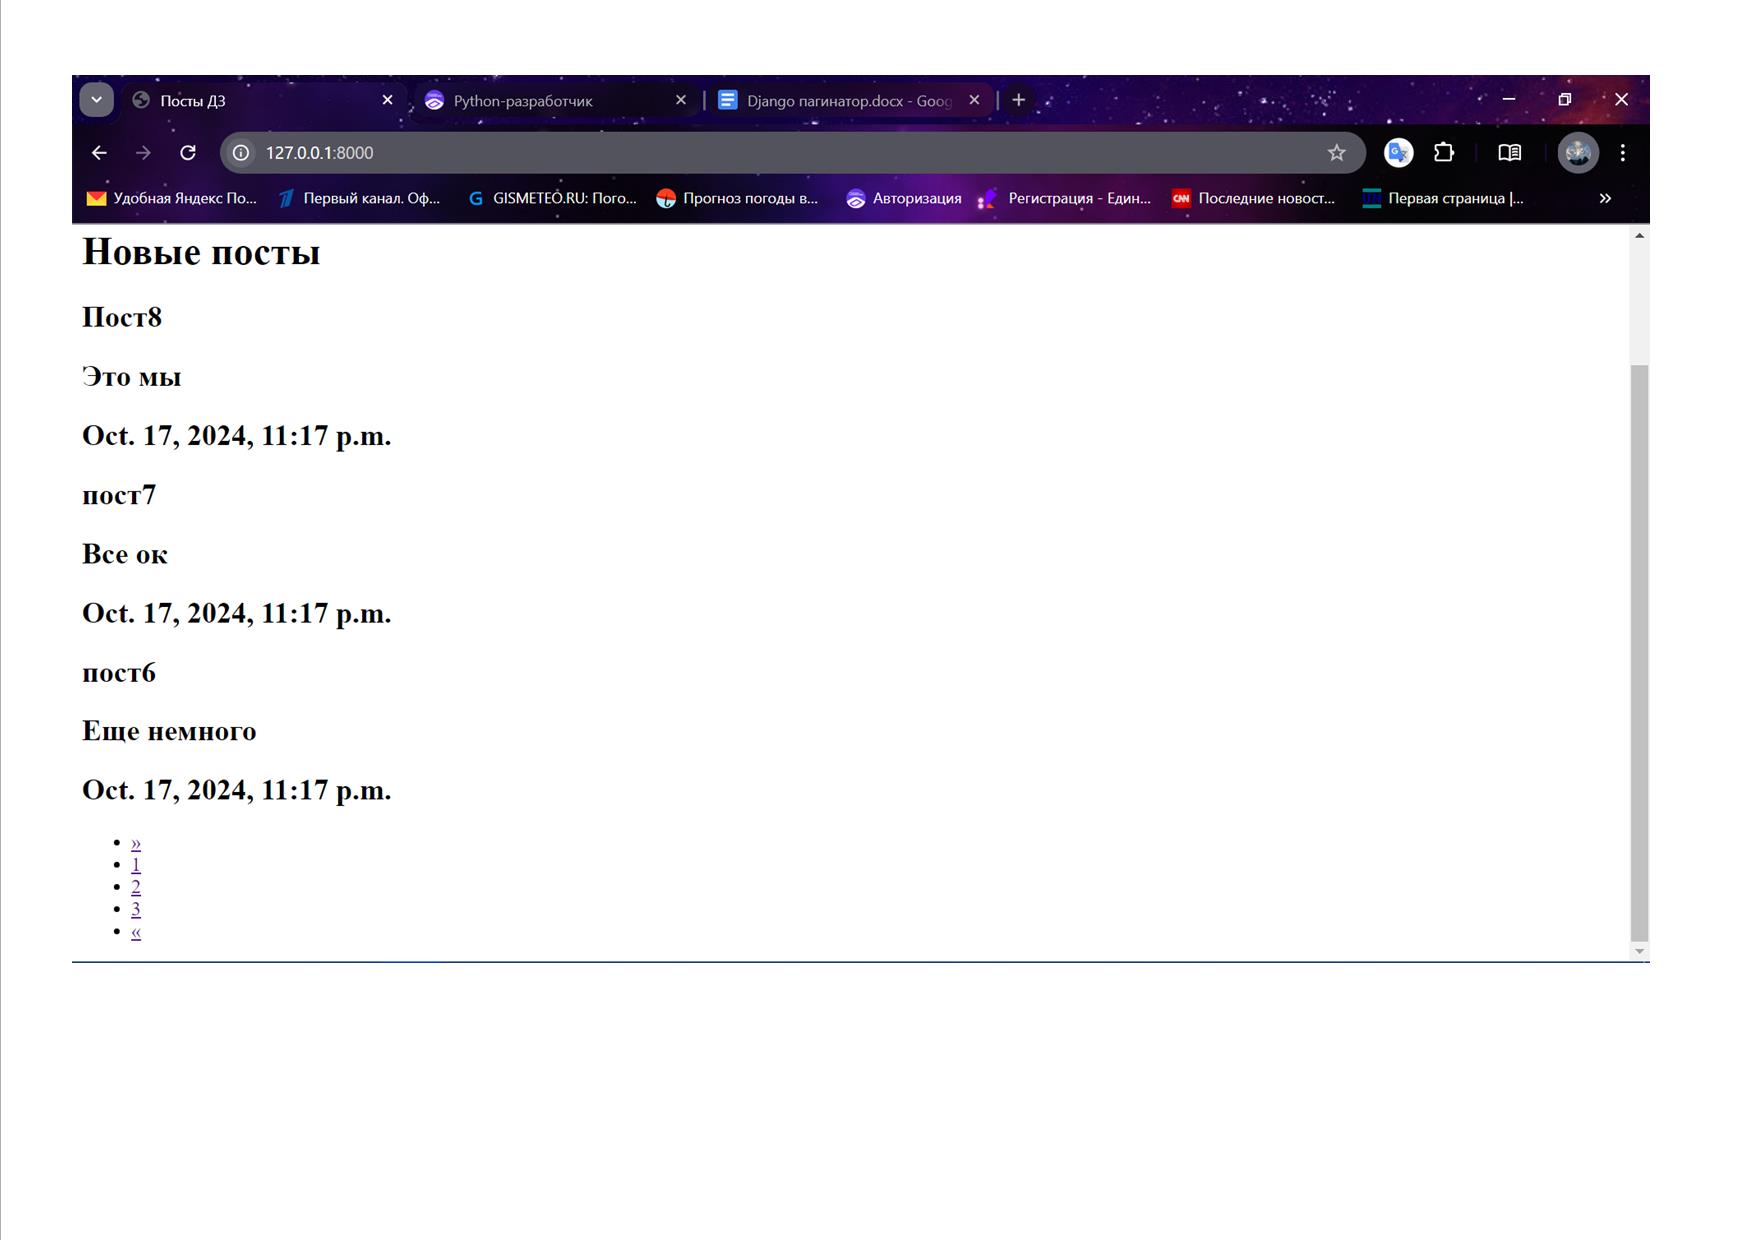 Посты ДЗ
Python-разработчик
Django пагинатор.docx - Goog
127.0.0.1:8000
Удобная Яндекс По...
Первый канал. Оф...
GISMETEO.RU: Пого...
Прогноз погоды в...
Авторизация
Регистрация - Един...
CNN
Последние новост...
Первая страница |...
Новые посты
Пост8
Это мы
Oct. 17, 2024, 11:17 p.m.
пост7
Все ок
Oct. 17, 2024, 11:17 p.m.
пост6
Еще немного
Oct. 17, 2024, 11:17 p.m.
• »
• 1
• 2
• 3
• «